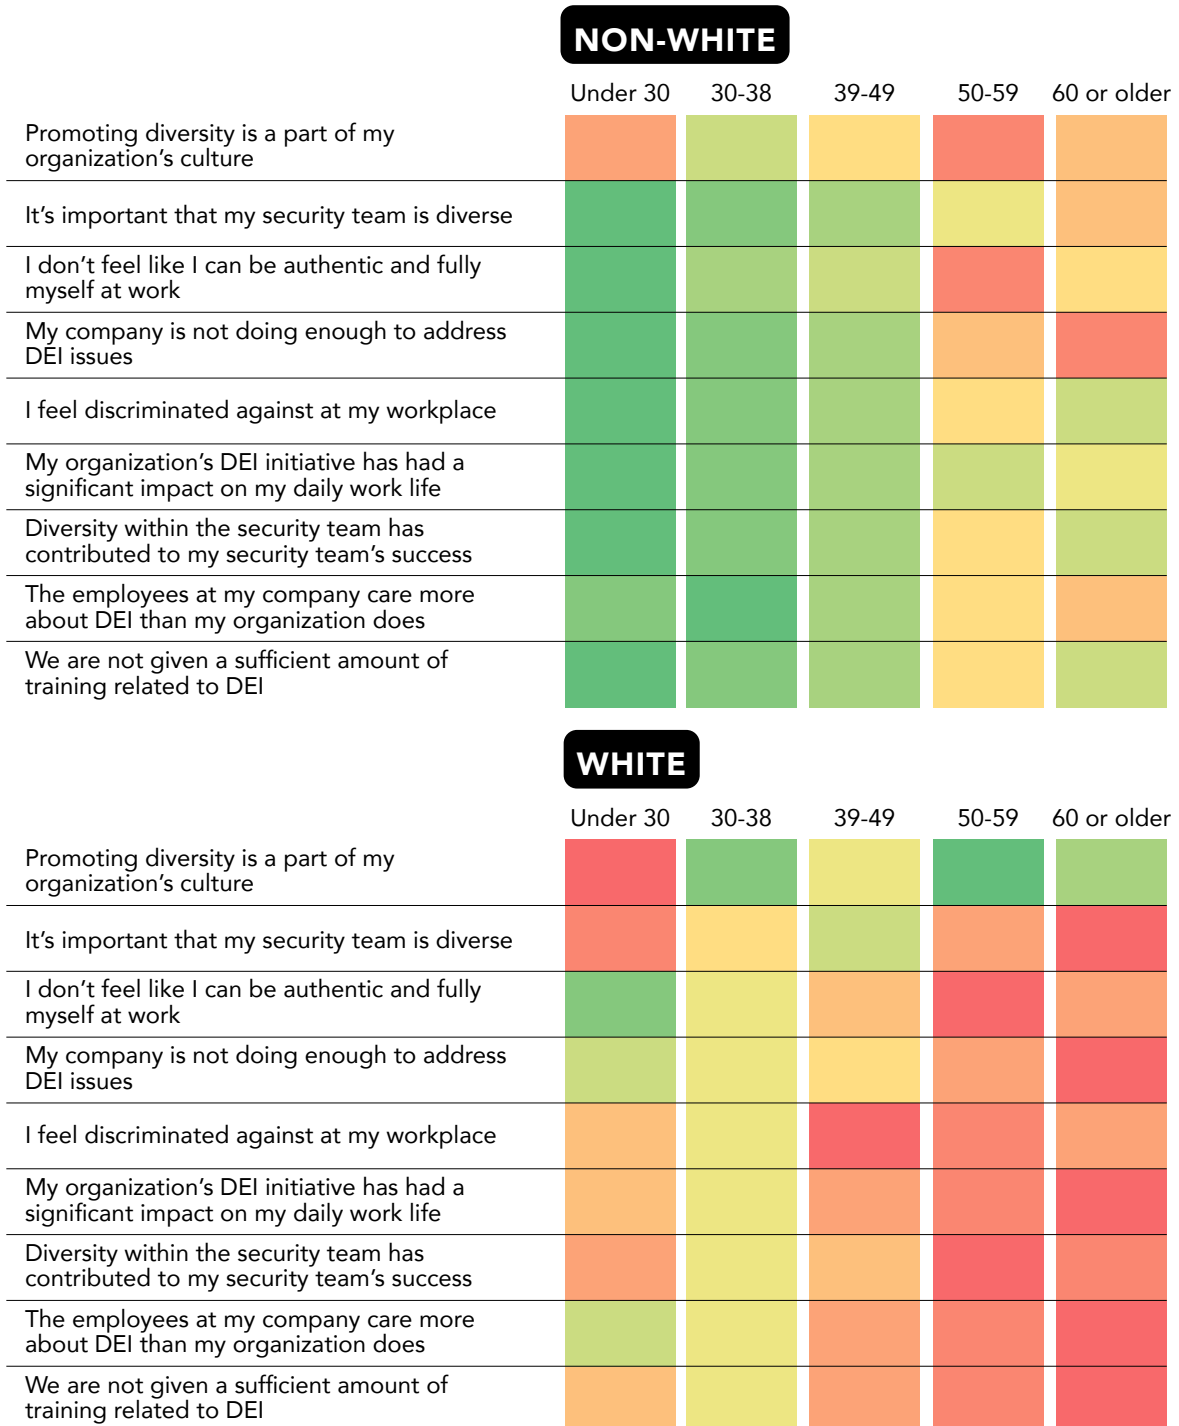 NON-WHITE
Under 30 30-38 39-49 50-59 60 or older
Promoting diversity is a part of my
organization’s culture
It’s important that my security team is diverse
I don’t feel like I can be authentic and fully
myself at work
My company is not doing enough to address
DEI issues
I feel discriminated against at my workplace
My organization’s DEI initiative has had a
significant impact on my daily work life
Diversity within the security team has
contributed to my security team’s success
The employees at my company care more
about DEI than my organization does
We are not given a sufficient amount of
training related to DEI
WHITE
Under 30 30-38 39-49 50-59 60 or older
Promoting diversity is a part of my
organization’s culture
It’s important that my security team is diverse
I don’t feel like I can be authentic and fully
myself at work
My company is not doing enough to address
DEI issues
I feel discriminated against at my workplace
My organization’s DEI initiative has had a
significant impact on my daily work life
Diversity within the security team has
contributed to my security team’s success
The employees at my company care more
about DEI than my organization does
We are not given a sufficient amount of
training related to DEI